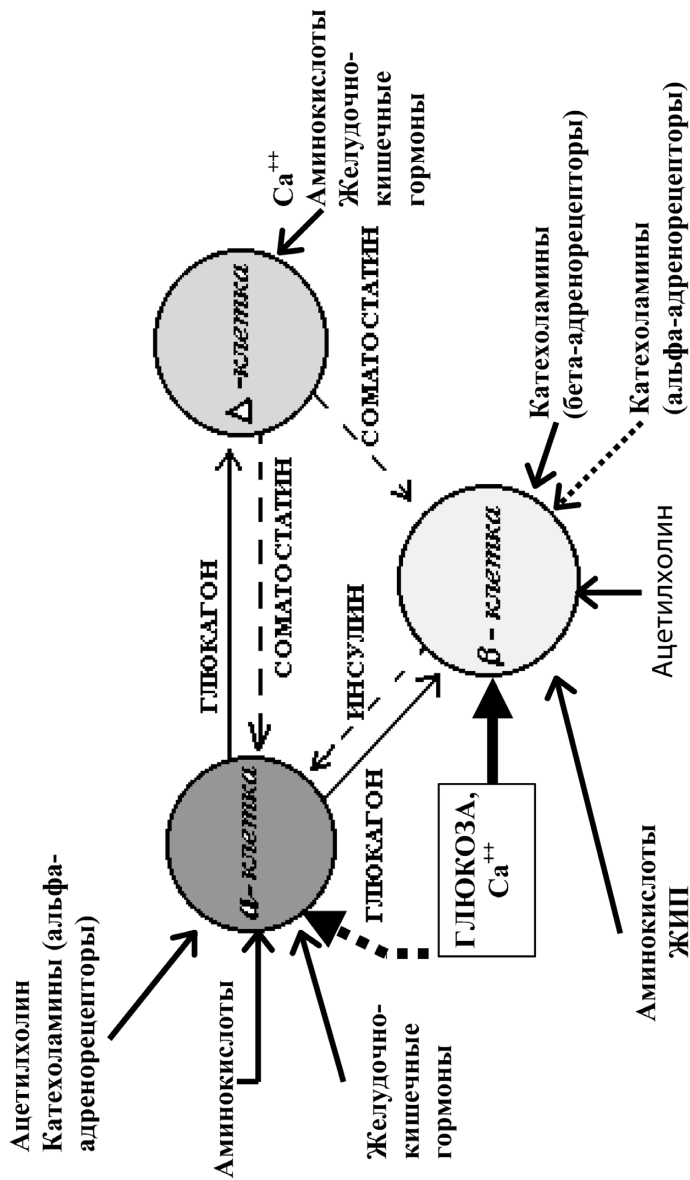 Ацетилхолин
Катехоламины (альфа-
адренорецепторы)
Аминокислоты
Желудочно-
кишечные
гормоны
α- клетка
ГЛЮКАГОН
СОМАТОСТАТИН
Δ -клетка
Ca⁺⁺
Аминокислоты
Желудочно-
кишечные
гормоны
ИНСУЛИН
ГЛЮКАГОН
СОМАТОСТАТИН
ГЛЮКОЗА,
Ca⁺⁺
β - клетка
Катехоламины
(бета-адренорецепторы)
Катехоламины
(альфа-адренорецепторы)
Аминокислоты
ЖИП
Ацетилхолин